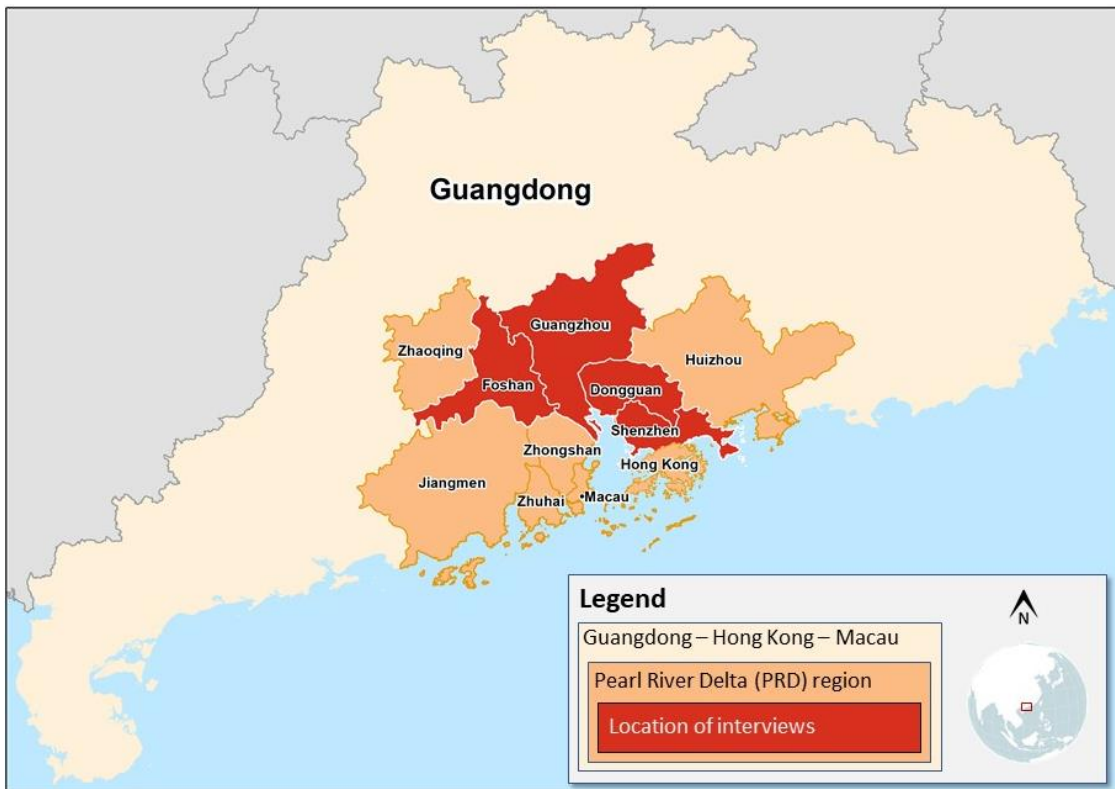 Guangdong
Guangzhou
Zhaoqing
Huizhou
Foshan
Dongguan
Shenzhen
Zhongshan
Hong Kong
Jiangmen
Zhuhai
•Macau
Legend
N
Guangdong – Hong Kong – Macau
Pearl River Delta (PRD) region
Location of interviews